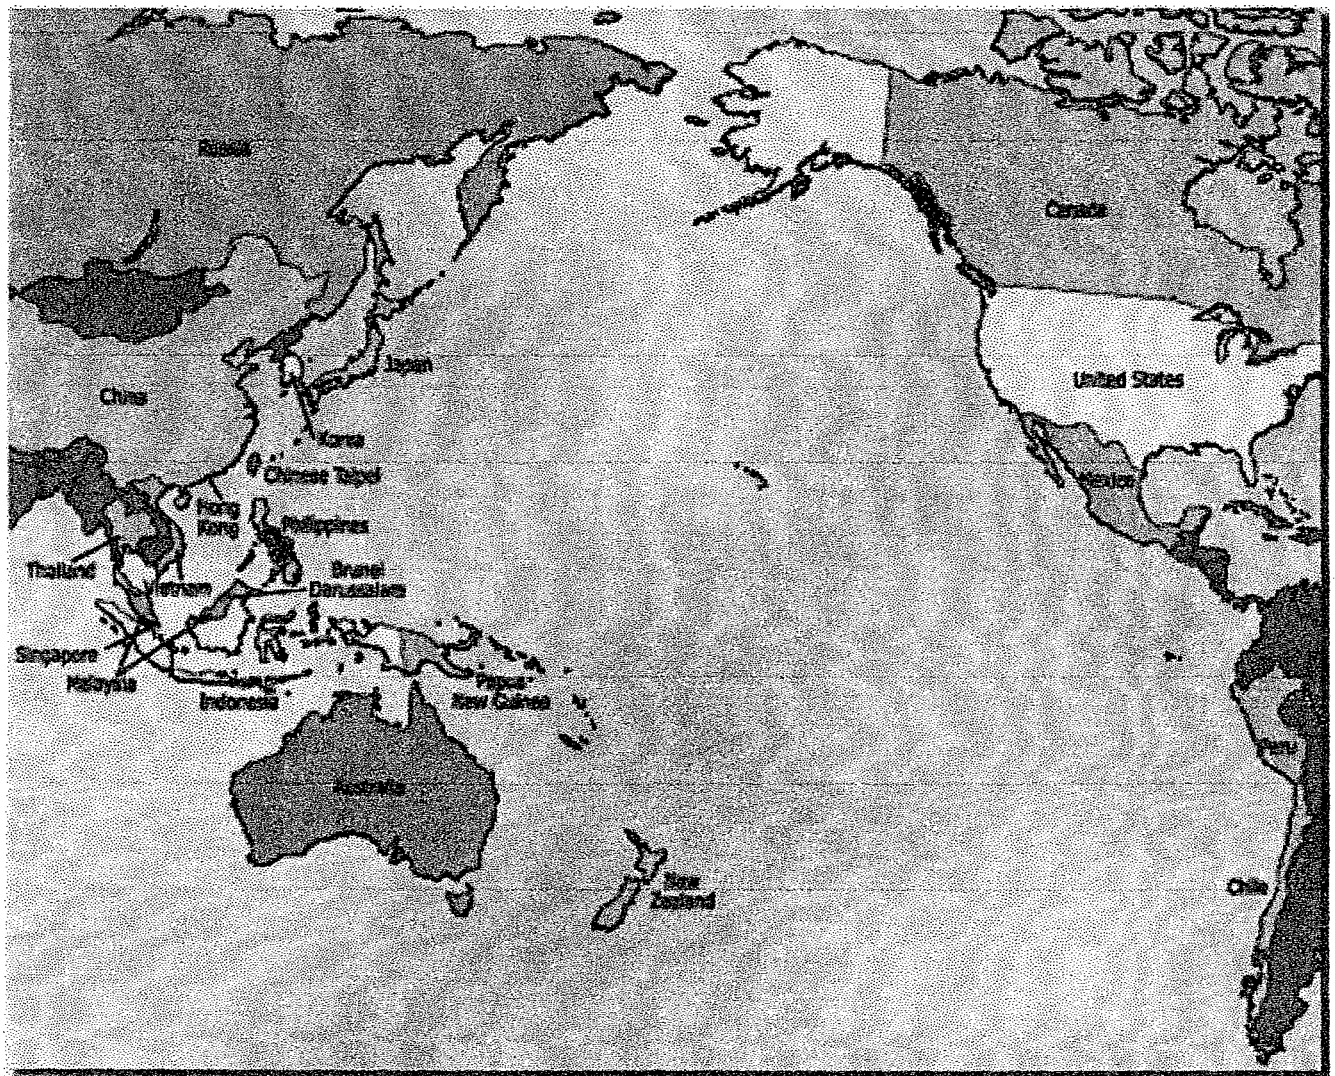 Russia
Canada
Japan
United States
China
Korea
Chinese Taipei
Mexico
Hong
Kong
Philippines
Thailand
Vietnam
Brunei
Darussalam
Singapore
Malaysia
Indonesia
Papua
New Guinea
Peru
Australia
New
Zealand
Chile